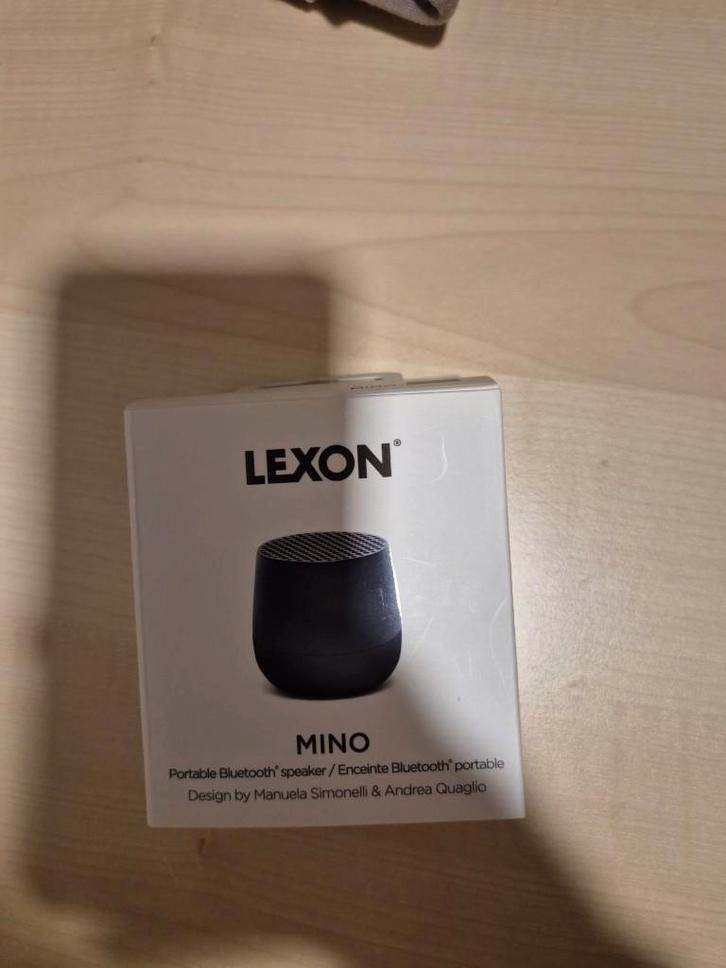 LEXON®
MINO
Portable Bluetooth® speaker / Enceinte Bluetooth® portable
Design by Manuela Simonelli & Andrea Quaglio